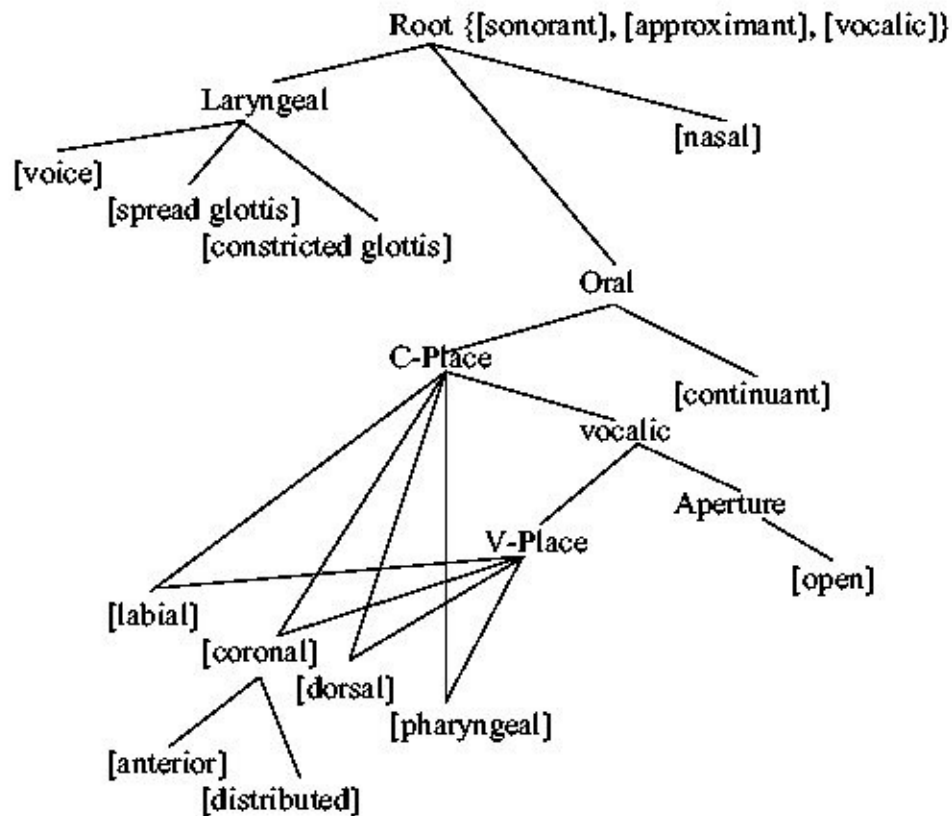 Root {[sonorant], [approximant], [vocalic]}
Laryngeal
[nasal]
[voice]
[spread glottis]
[constricted glottis]
Oral
C-Place
[continuant]
vocalic
Aperture
V-Place
[open]
[labial]
[coronal]
[dorsal]
[pharyngeal]
[anterior]
[distributed]